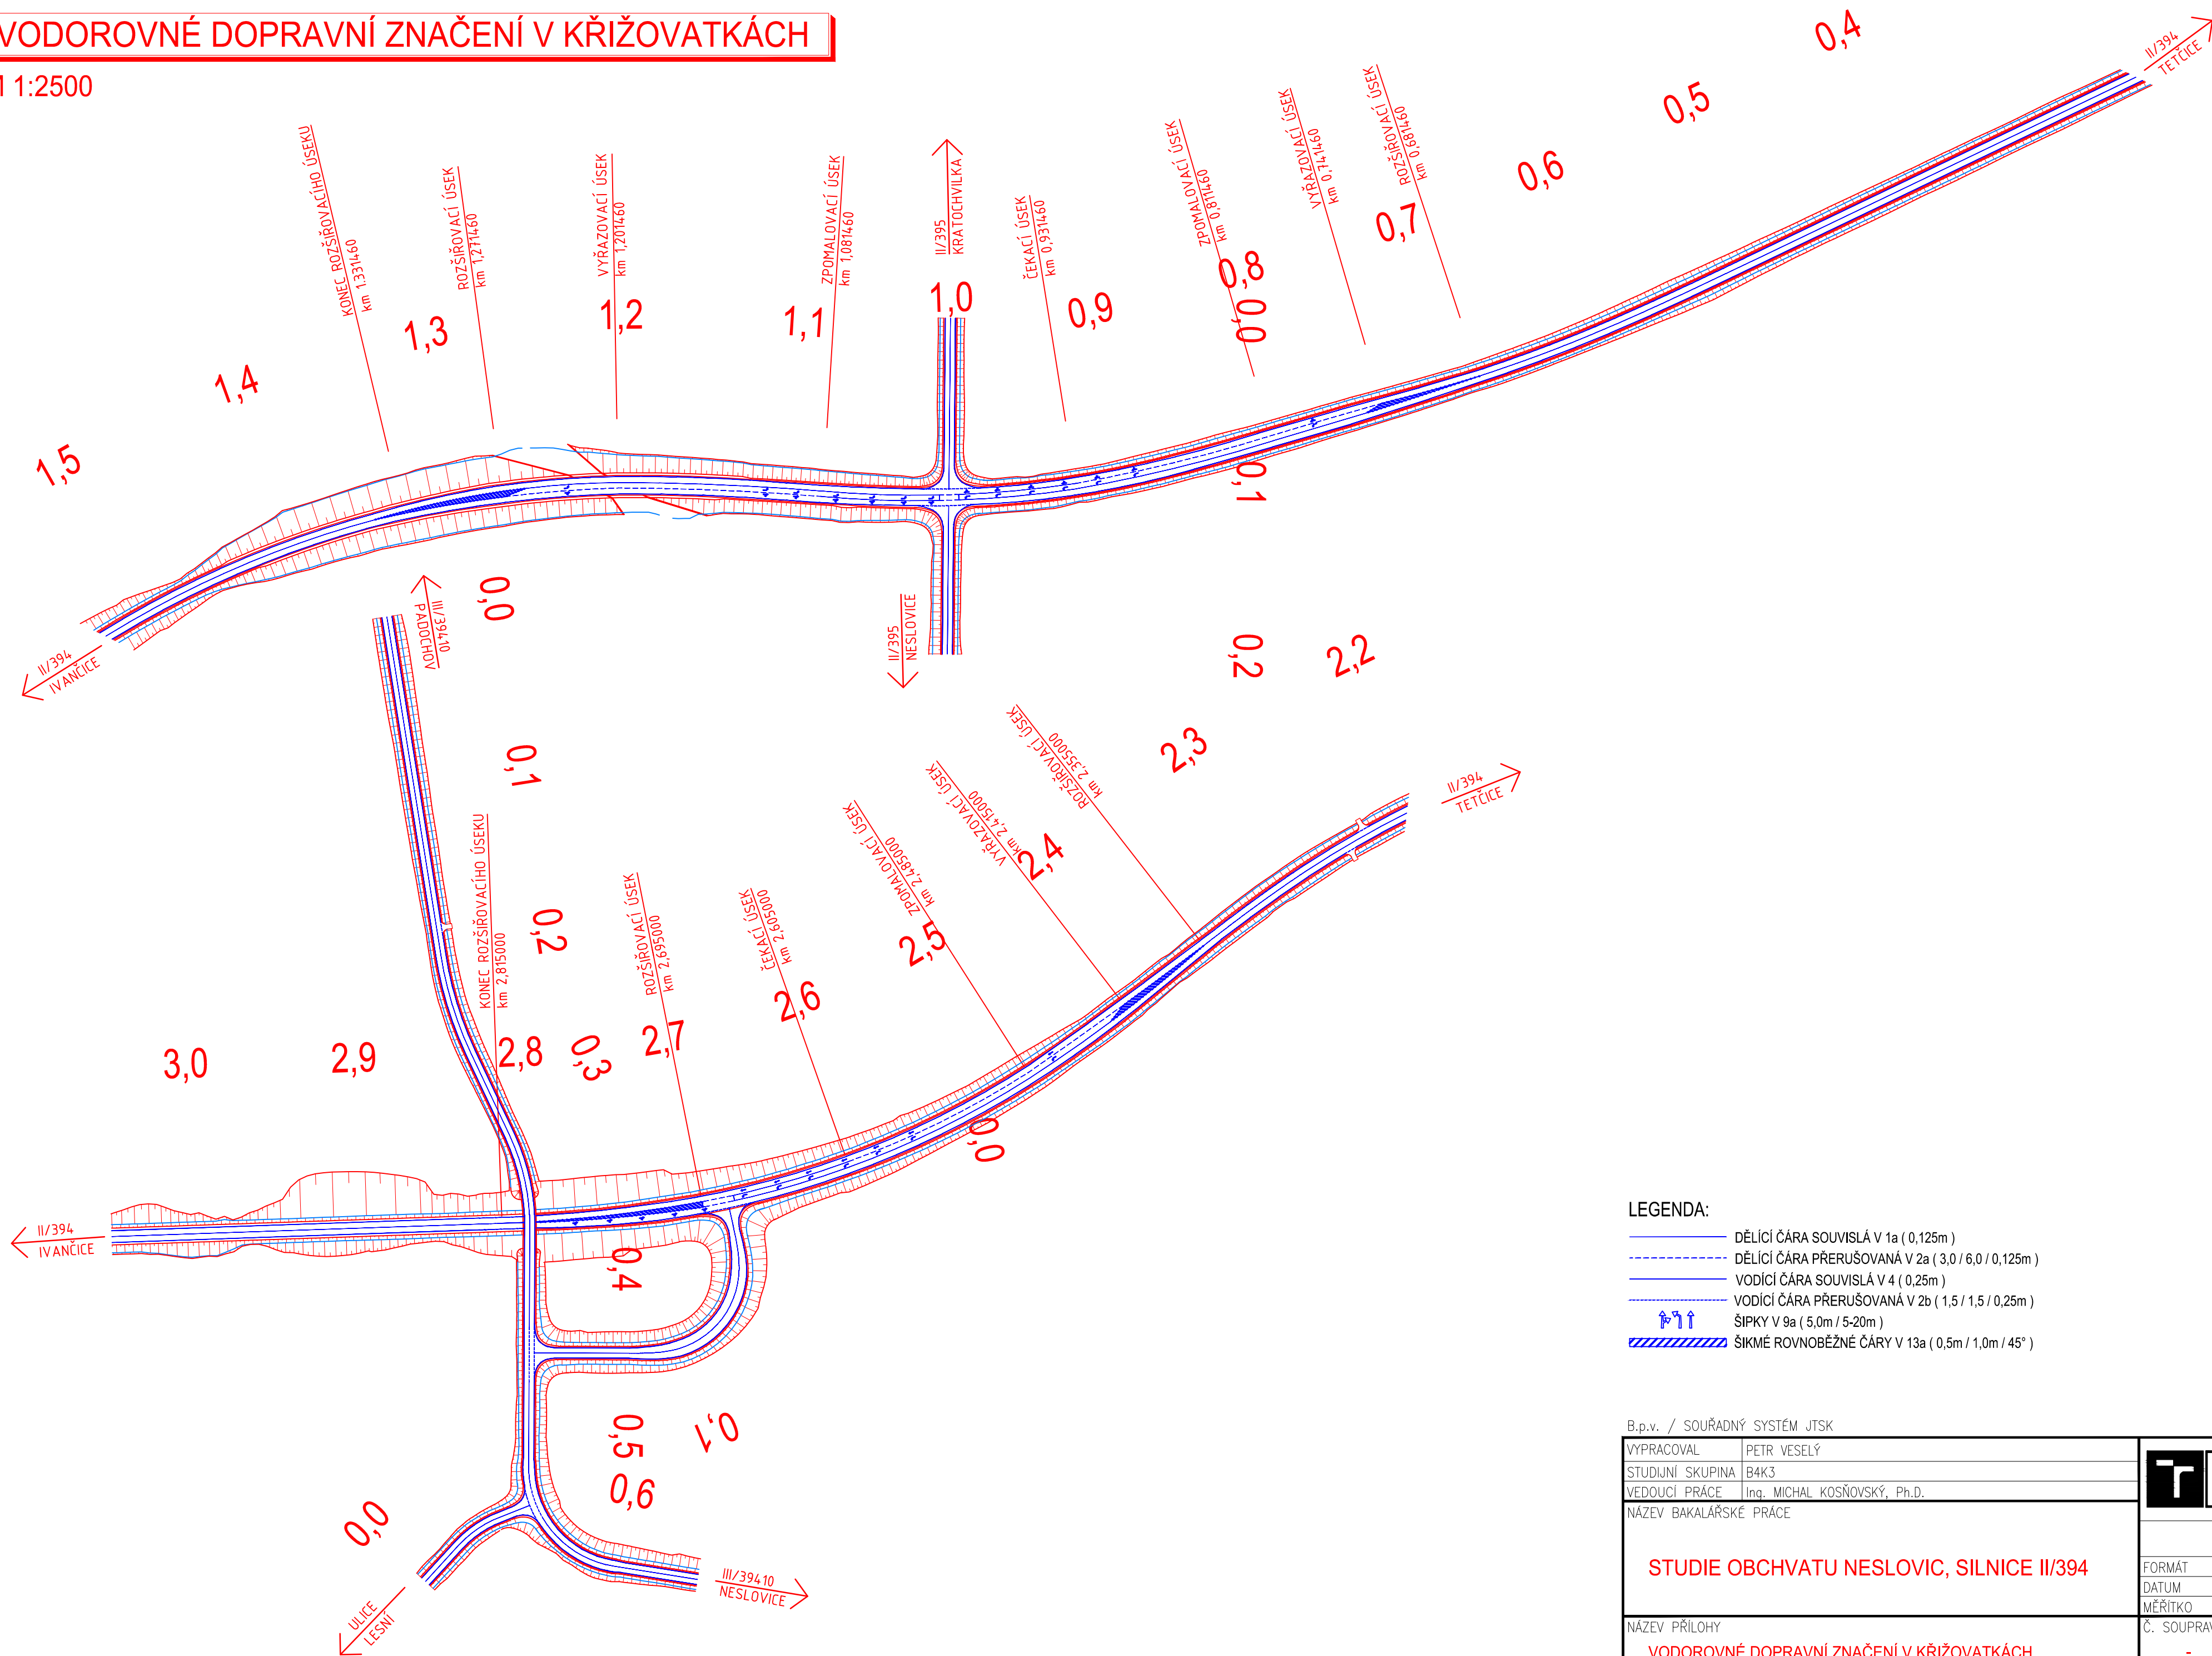 VODOROVNÉ DOPRAVNÍ ZNAČENÍ V KŘIŽOVATKÁCH
1:2500
0,4
II/394
TETČICE
0,5
0,6
ROZŠIŘOVACÍ ÚSEK
km 0,681460
0,7
VYŘAZOVACÍ ÚSEK
km 0,741460
ZPOMALOVACÍ ÚSEK
km 0,811460
0,8
0,0
0,9
ČEKACÍ ÚSEK
km 0,931460
II/395
KRATOCHVILKA
1,0
ZPOMALOVACÍ ÚSEK
km 1,081460
1,1
VYŘAZOVACÍ ÚSEK
km 1,201460
1,2
ROZŠIŘOVACÍ ÚSEK
km 1,271460
1,3
KONEC ROZŠIŘOVACÍHO ÚSEKU
km 1.331460
1,4
1,5
0,1
II/394
IVANČICE
III/39410
PADOCHOV
0,0
II/395
NESLOVICE
0,2
2,2
2,3
ROZŠIŘOVACÍ ÚSEK
km 2,355000
II/394
TETČICE
VYŘAZOVACÍ ÚSEK
km 2,415000
2,4
ZPOMALOVACÍ ÚSEK
km 2,485000
2,5
ČEKACÍ ÚSEK
km 2,605000
2,6
ROZŠIŘOVACÍ ÚSEK
km 2,695000
2,7
KONEC ROZŠIŘOVACÍHO ÚSEKU
km 2,815000
2,8
0,1
0,2
0,3
2,9
3,0
0,0
II/394
IVANČICE
0,4
0,5
0,1
0,6
0,0
III/39410
NESLOVICE
ULICE
LESNÍ
LEGENDA:
DĚLÍCÍ ČÁRA SOUVISLÁ V 1a ( 0,125m )
DĚLÍCÍ ČÁRA PŘERUŠOVANÁ V 2a ( 3,0 / 6,0 / 0,125m )
VODÍCÍ ČÁRA SOUVISLÁ V 4 ( 0,25m )
VODÍCÍ ČÁRA PŘERUŠOVANÁ V 2b ( 1,5 / 1,5 / 0,25m )
ŠIPKY V 9a ( 5,0m / 5-20m )
ŠIKMÉ ROVNOBĚŽNÉ ČÁRY V 13a ( 0,5m / 1,0m / 45° )
B.p.v. / SOUŘADNÝ SYSTÉM JTSK
VYPRACOVAL PETR VESELÝ
STUDIJNÍ SKUPINA B4K3
VEDOUCÍ PRÁCE Ing. MICHAL KOSŇOVSKÝ, Ph.D.
NÁZEV BAKALÁŘSKÉ PRÁCE
STUDIE OBCHVATU NESLOVIC, SILNICE II/394
FORMÁT
DATUM
MĚŘÍTKO
NÁZEV PŘÍLOHY
Č. SOUPRAV
VODOROVNÉ DOPRAVNÍ ZNAČENÍ V KŘIŽOVATKÁCH
-